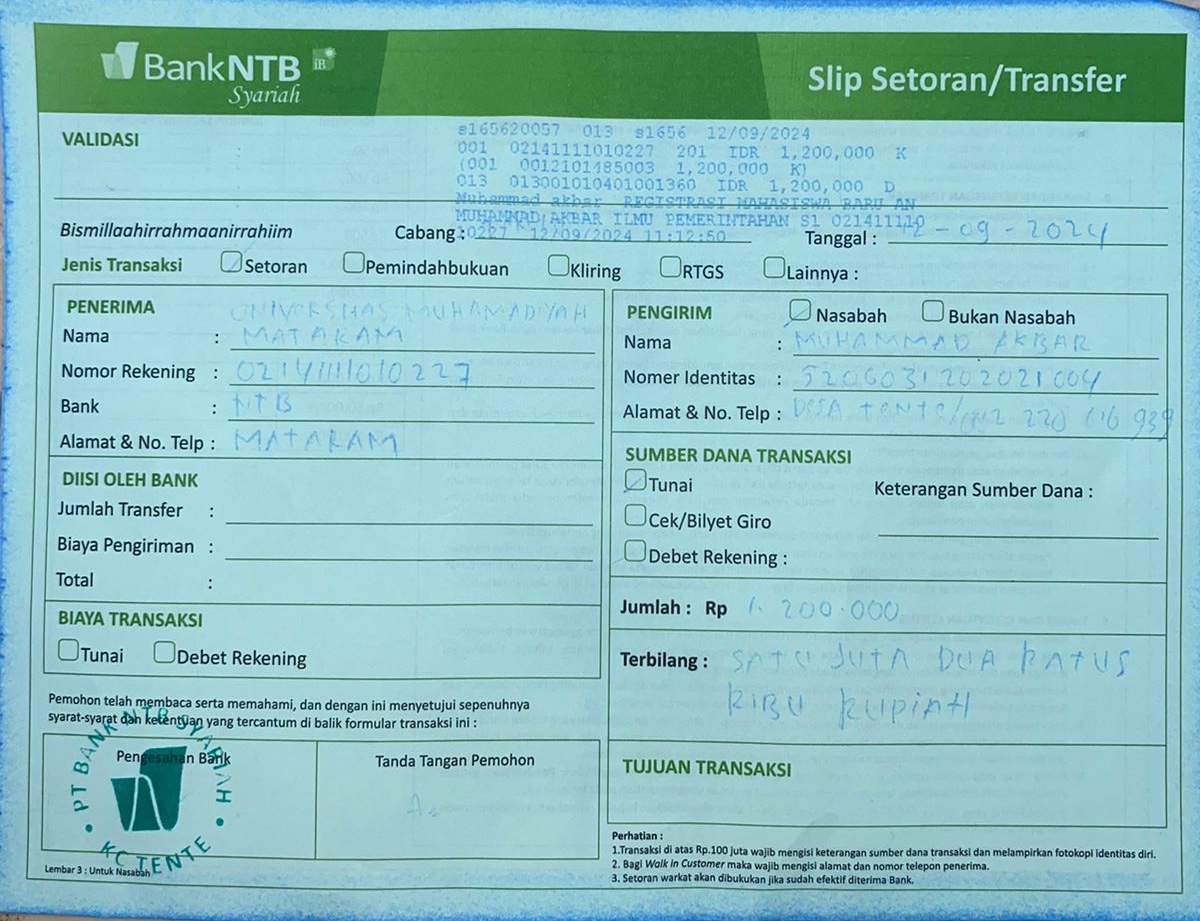 BankNTB iB
Syariah
Slip Setoran/Transfer
VALIDASI
s165620057 013 s1656 12/09/2024
001 02141111010227 201 IDR 1,200,000 K
(001 0012101485003 1,200,000 K)
013 013001010401001360 IDR 1,200,000 D
Muhammad akbar REGISTRASI MAHASISWA BARU AN
MUHAMMAD AKBAR ILMU PEMERINTAHAN S1 021411110
10227 12/09/2024 11:12:50
Bismillaahirrahmaanirrahiim
Cabang :
Tanggal : 12-09-2024
Jenis Transaksi Setoran Pemindahbukuan Kliring RTGS Lainnya :
PENERIMA
UNIVERSITAS MUHAMADIYAH
Nama : MATARAM
Nomor Rekening : 02141111010227
Bank : NTB
Alamat & No. Telp : MATARAM
DIISI OLEH BANK
Jumlah Transfer :
Biaya Pengiriman :
Total :
BIAYA TRANSAKSI
Tunai Debet Rekening
PENGIRIM Nasabah Bukan Nasabah
Nama : MUHAMMAD AKBAR
Nomer Identitas : 5206031202021004
Alamat & No. Telp : DESA TENTE/ 220 616 939
SUMBER DANA TRANSAKSI
Tunai
Keterangan Sumber Dana :
Cek/Bilyet Giro
Debet Rekening :
Jumlah : Rp 1.200.000
Terbilang : SATU JUTA DUA RATUS
RIBU RUPIAH
TUJUAN TRANSAKSI
Pemohon telah membaca serta memahami, dan dengan ini menyetujui sepenuhnya
syarat-syarat dan ketentuan yang tercantum di balik formular transaksi ini :
Pengesahan Bank
Tanda Tangan Pemohon
PT BANK NTB SYARIAH
KC TENTE
Lembar 3 : Untuk Nasabah
Perhatian :
1.Transaksi di atas Rp.100 juta wajib mengisi keterangan sumber dana transaksi dan melampirkan fotokopi identitas diri.
2. Bagi Walk in Customer maka wajib mengisi alamat dan nomor telepon penerima.
3. Setoran warkat akan dibukukan jika sudah efektif diterima Bank.